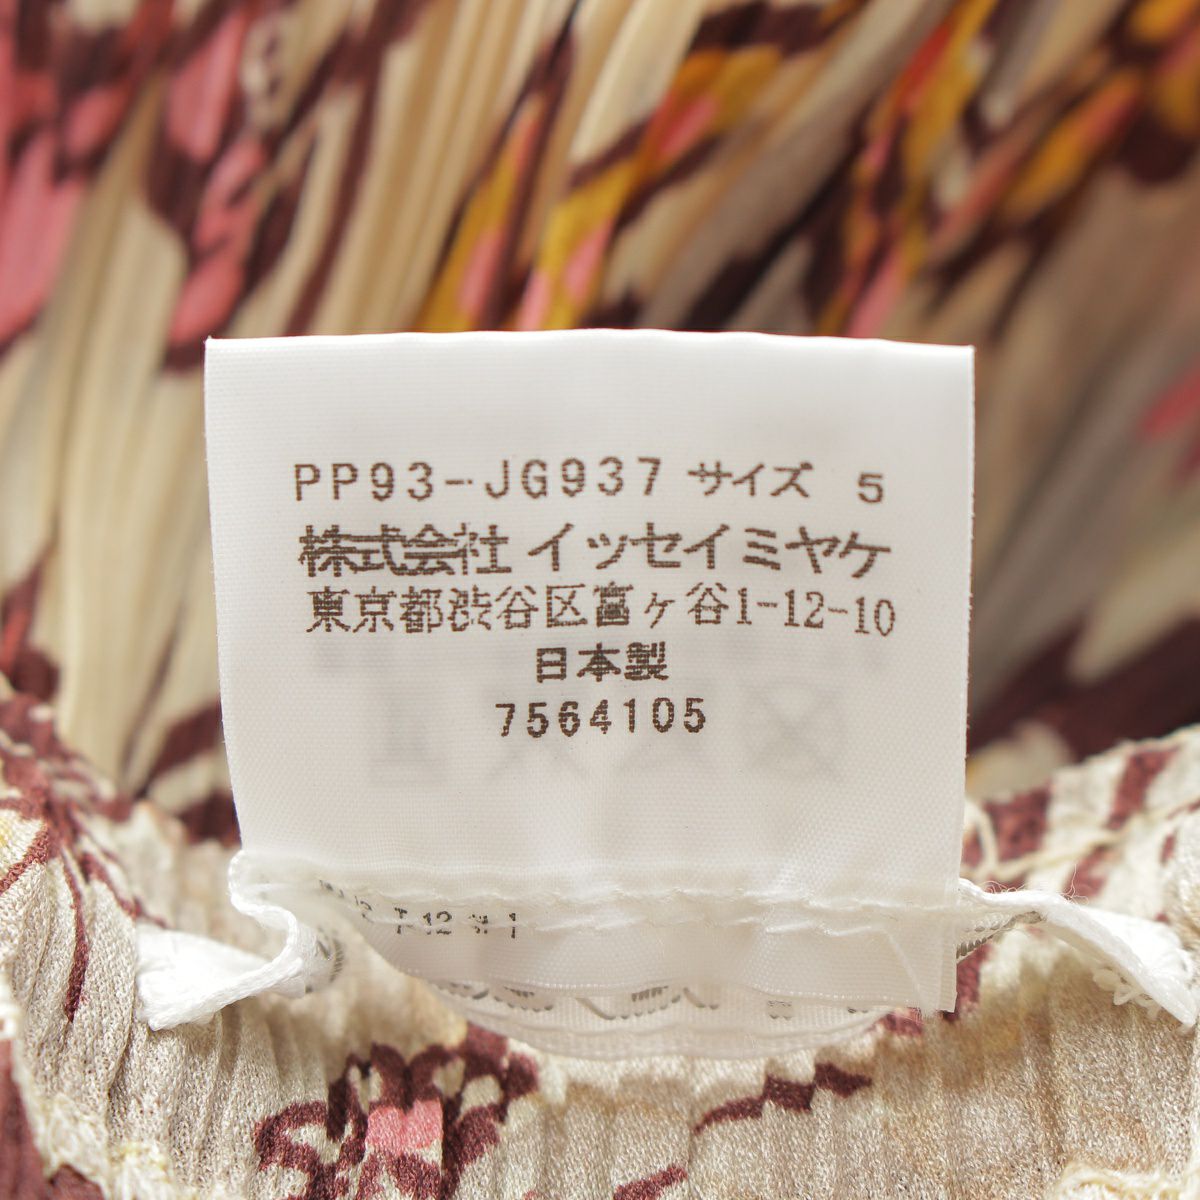 PP93-JG937 サイズ 5
株式会社 イッセイミヤケ
東京都渋谷区富ヶ谷1-12-10
日本製
7564105